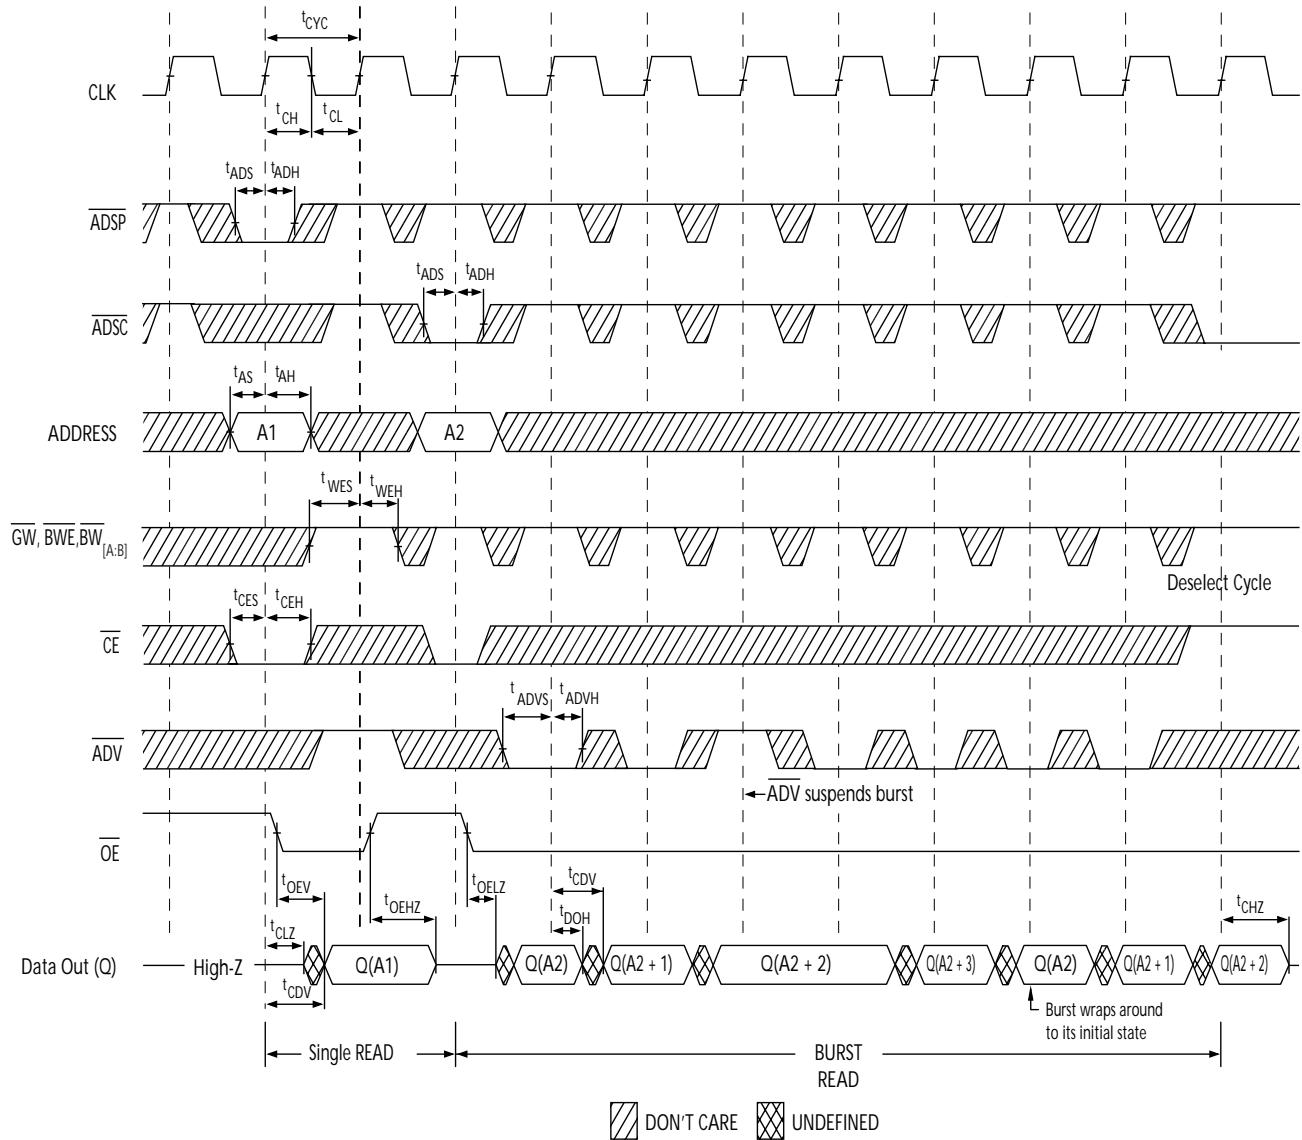 tCYC
CLK
tCH
tCL
tADS
tADH
ADSP
tADS
tADH
ADSC
tAS
tAH
ADDRESS
A1
A2
tWES
tWEH
GW, BWE,BW[A:B]
Deselect Cycle
tCES
tCEH
CE
tADVS
tADVH
ADV
ADV suspends burst
OE
tOEV
tOEHZ
tOELZ
tCDV
tDOH
tCHZ
tCLZ
Data Out (Q)
High-Z
Q(A1)
Q(A2)
Q(A2 + 1)
Q(A2 + 2)
Q(A2 + 3)
Q(A2)
Q(A2 + 1)
Q(A2 + 2)
tCDV
Burst wraps around
to its initial state
Single READ
BURST
READ
DON'T CARE
UNDEFINED